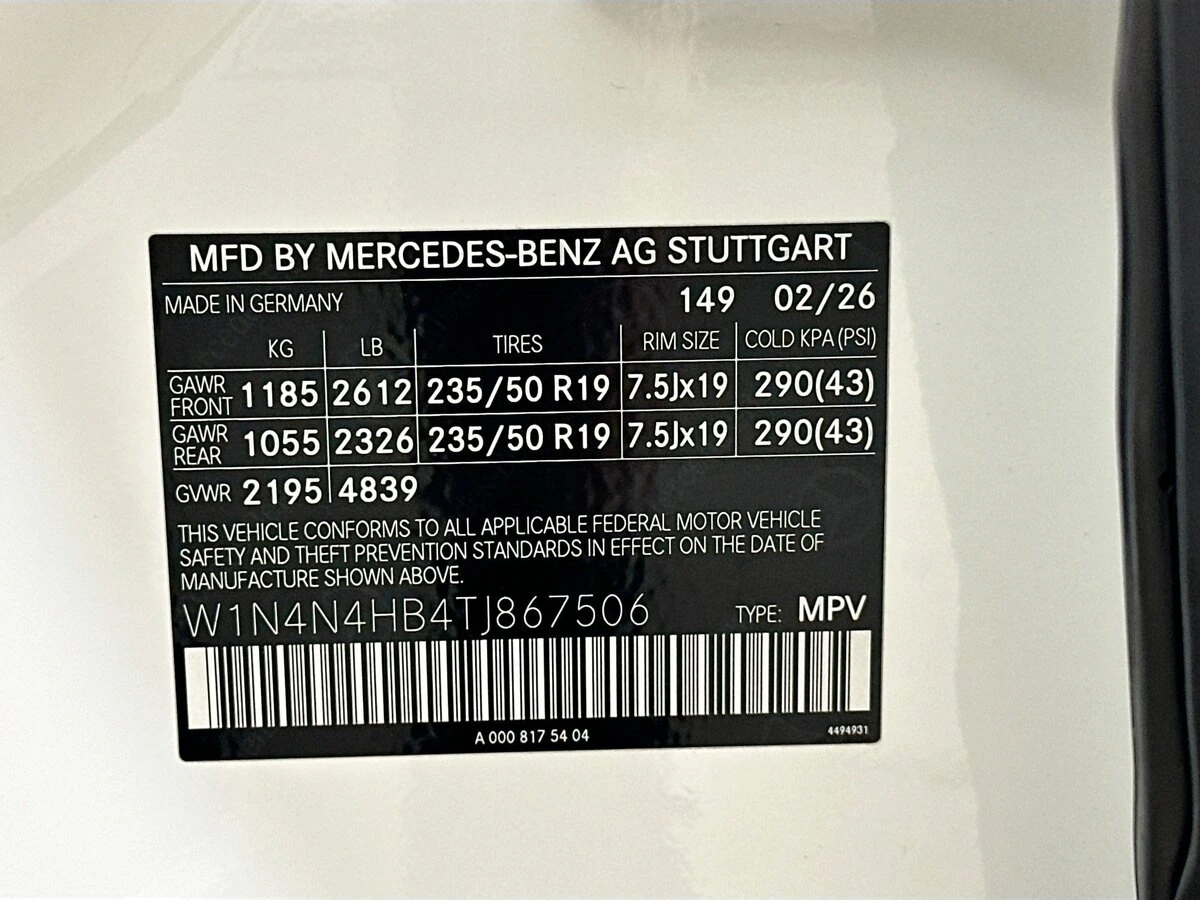 MFD BY MERCEDES-BENZ AG STUTTGART
MADE IN GERMANY 149 02/26
KG LB TIRES RIM SIZE COLD KPA (PSI)
GAWR FRONT 1185 2612 235/50 R19 7.5Jx19 290(43)
GAWR REAR 1055 2326 235/50 R19 7.5Jx19 290(43)
GVWR 2195 4839
THIS VEHICLE CONFORMS TO ALL APPLICABLE FEDERAL MOTOR VEHICLE
SAFETY AND THEFT PREVENTION STANDARDS IN EFFECT ON THE DATE OF
MANUFACTURE SHOWN ABOVE.
W1N4N4HB4TJ867506 TYPE: MPV
A 000 817 54 04 4494931